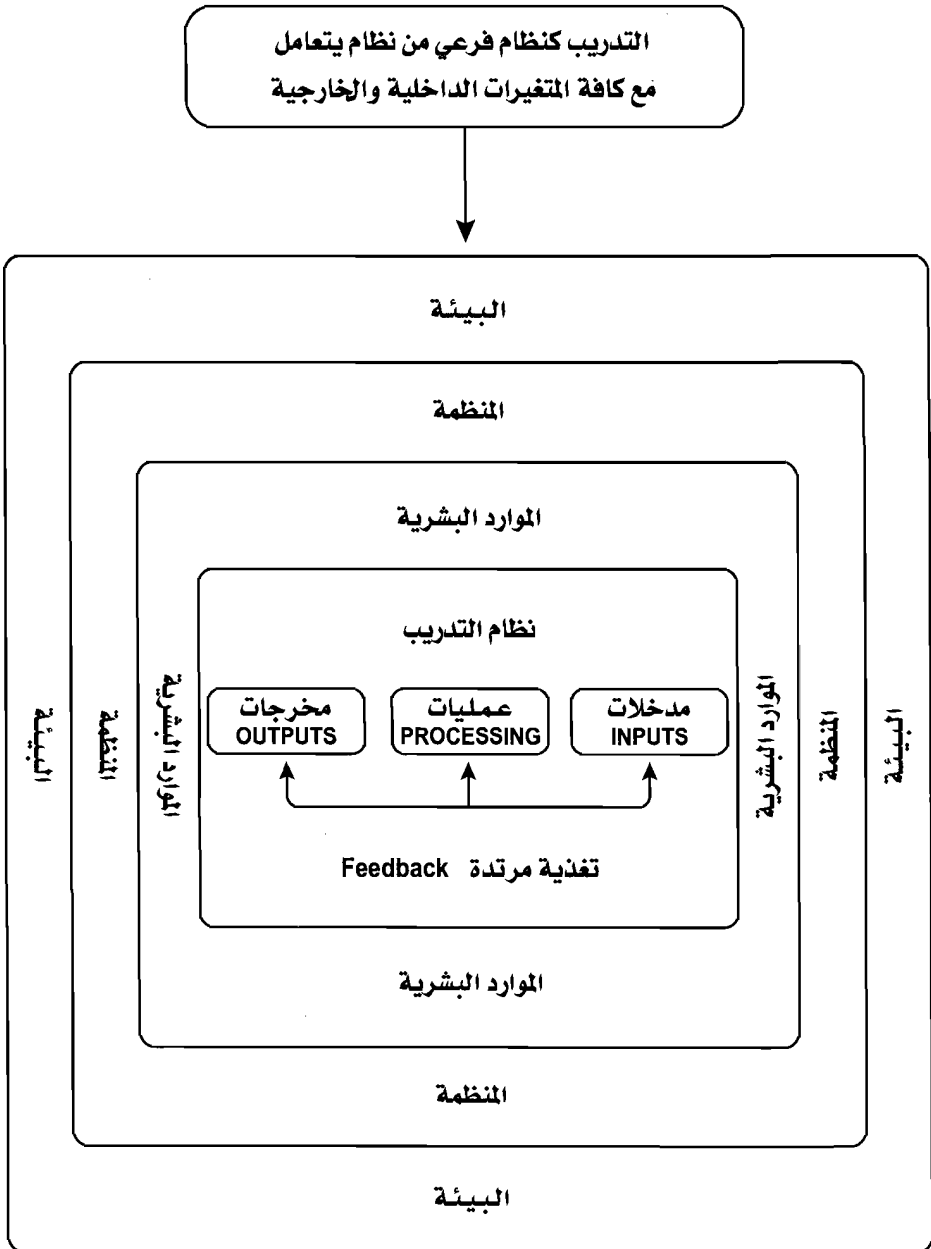 التدريب كنظام فرعي من نظام يتعامل
مع كافة المتغيرات الداخلية والخارجية
البيئة
المنظمة
الموارد البشرية
نظام التدريب
مدخلات
INPUTS
عمليات
PROCESSING
مخرجات
OUTPUTS
تغذية مرتدة Feedback
الموارد البشرية
المنظمة
البيئة
الموارد البشرية
المنظمة
البيئة
الموارد البشرية
المنظمة
البيئة